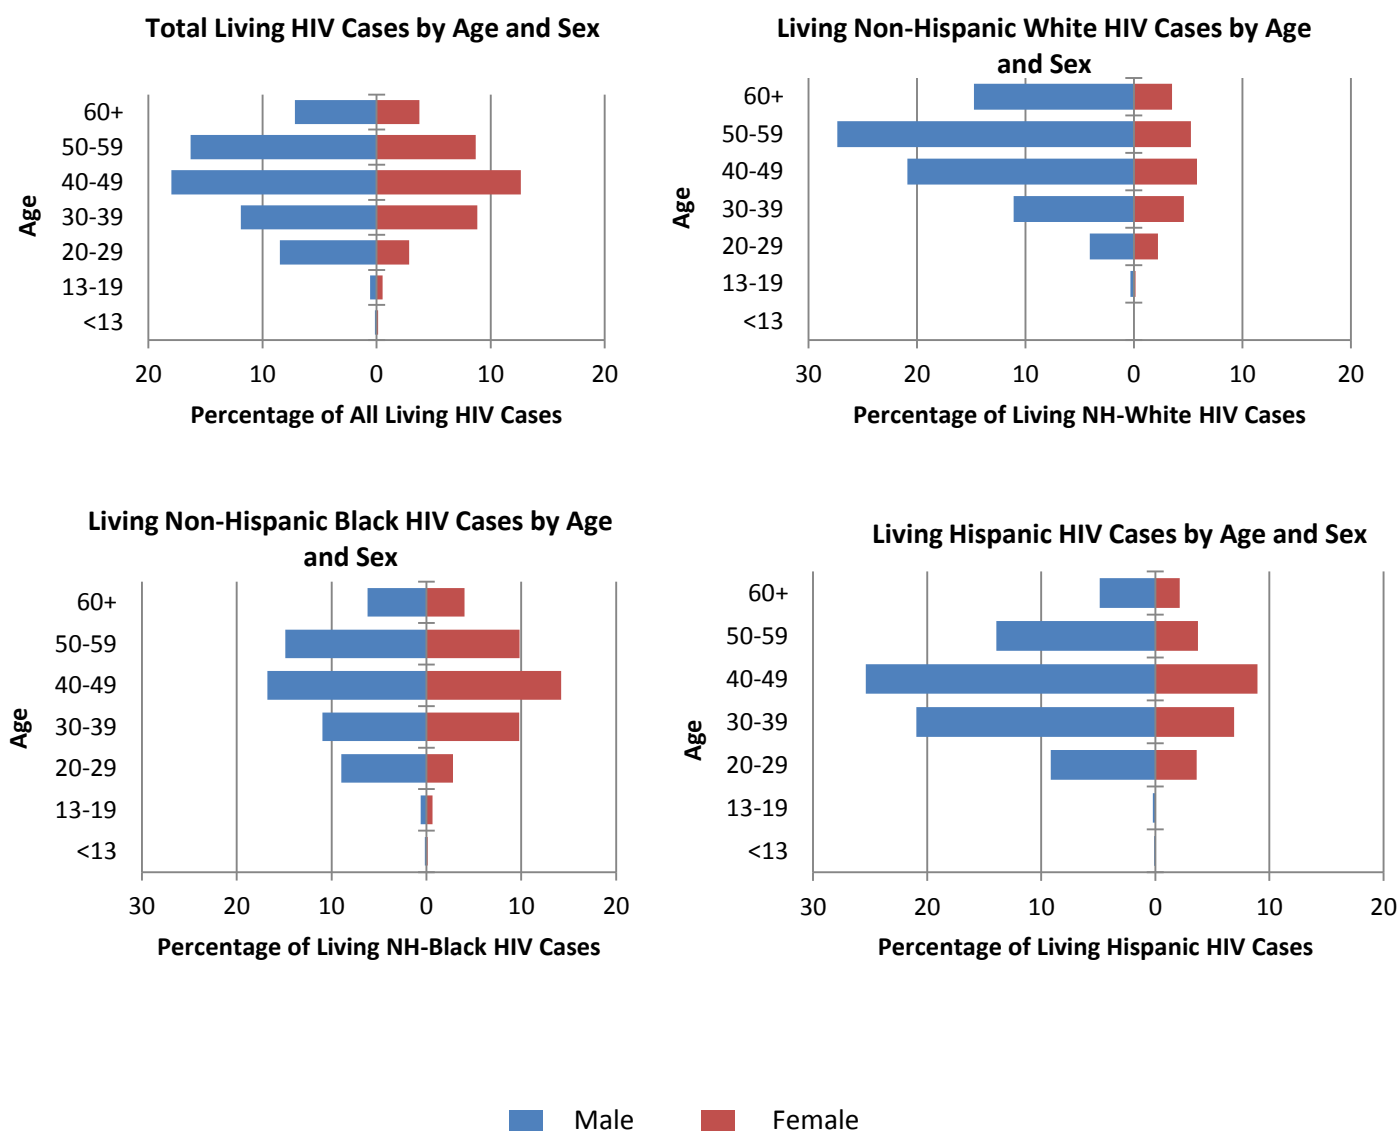 Total Living HIV Cases by Age and Sex
60+
50-59
40-49
30-39
20-29
13-19
<13
Age
20 10 0 10 20
Percentage of All Living HIV Cases
Living Non-Hispanic White HIV Cases by Age
and Sex
60+
50-59
40-49
30-39
20-29
13-19
<13
Age
30 20 10 0 10 20
Percentage of Living NH-White HIV Cases
Living Non-Hispanic Black HIV Cases by Age
and Sex
60+
50-59
40-49
30-39
20-29
13-19
<13
Age
30 20 10 0 10 20
Percentage of Living NH-Black HIV Cases
Living Hispanic HIV Cases by Age and Sex
60+
50-59
40-49
30-39
20-29
13-19
<13
Age
30 20 10 0 10 20
Percentage of Living Hispanic HIV Cases
Male Female